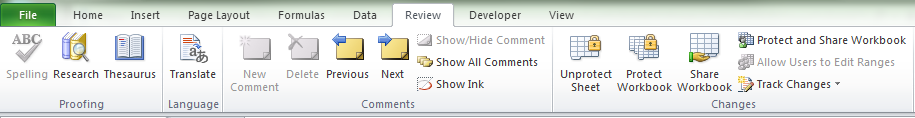 File Home Insert Page Layout Formulas Data Review Developer View
ABC
Spelling
Research
Thesaurus
Proofing
Translate
Language
New
Comment
Delete
Previous
Next
Show/Hide Comment
Show All Comments
Show Ink
Comments
Unprotect
Sheet
Protect
Workbook
Share
Workbook
Protect and Share Workbook
Allow Users to Edit Ranges
Track Changes
Changes